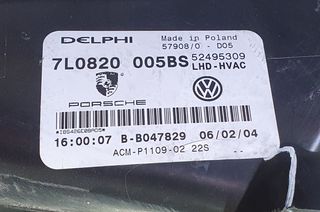 DELPHI
Made in Poland
57908/0 - D05
7L0820 005BS
52495309
LHD-HVAC
PORSCHE
16:00:07 B-B047829 06/02/04
ACM-P1109-02 22S